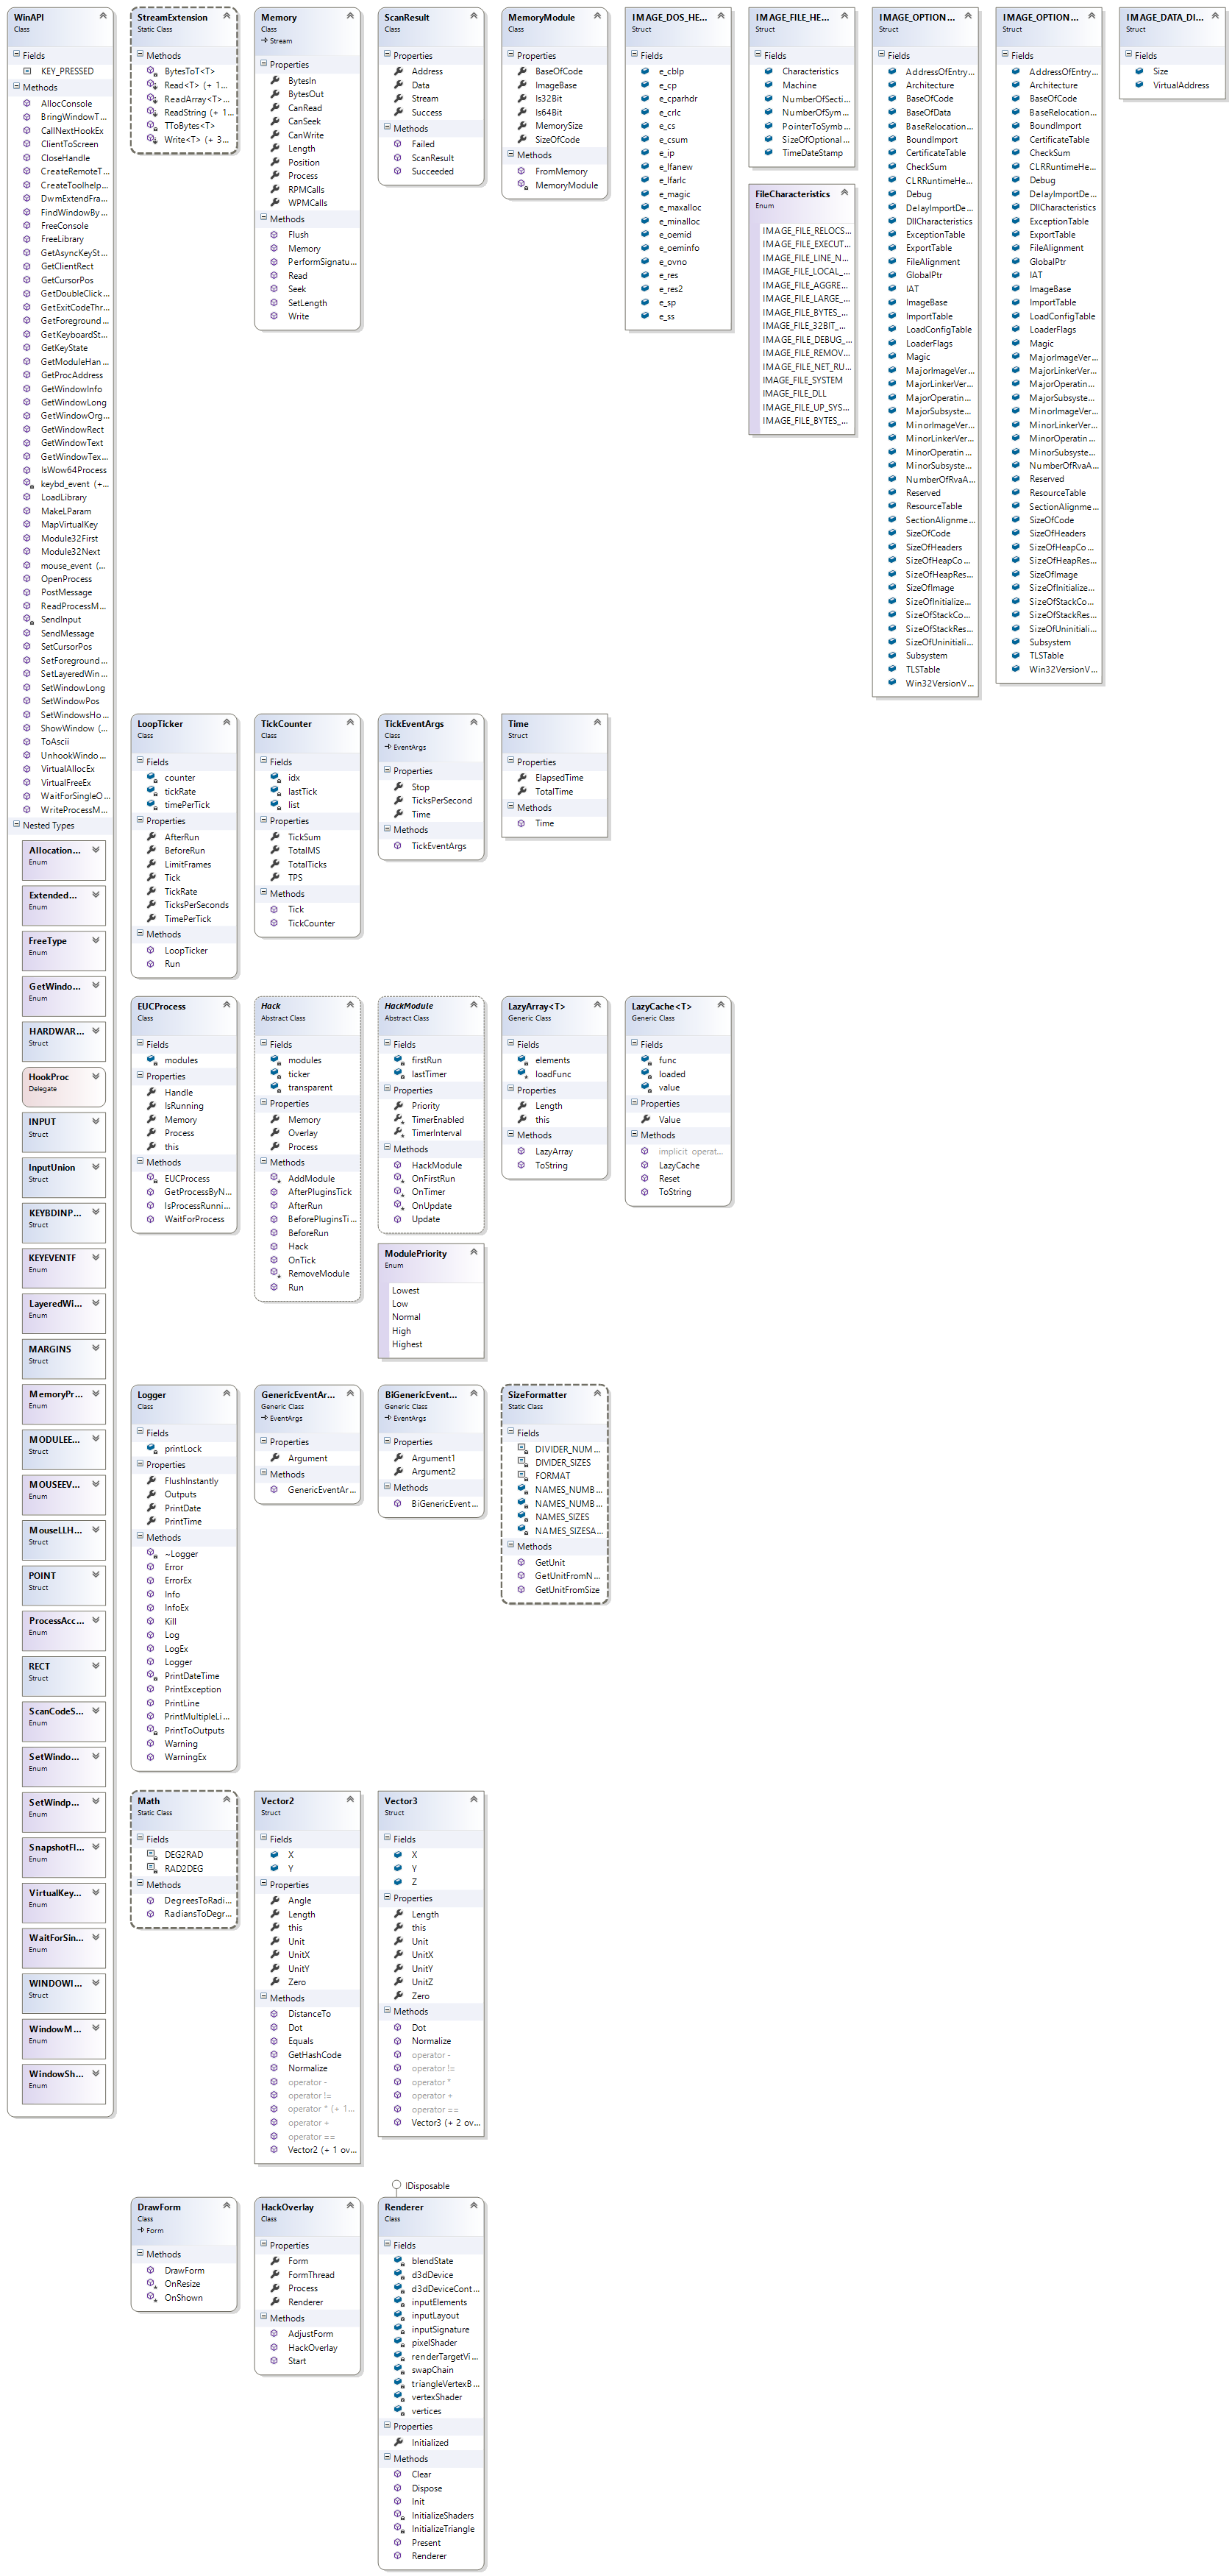 WinAPI
Class
Fields
KEY_PRESSED
Methods
AllocConsole
BringWindowT...
CallNextHookEx
ClientToScreen
CloseHandle
CreateRemoteT...
CreateToolhelp...
DwmExtendFra...
FindWindowBy...
FreeConsole
FreeLibrary
GetAsyncKeySt...
GetClientRect
GetCursorPos
GetDoubleClick...
GetExitCodeThr...
GetForeground...
GetKeyboardSt...
GetKeyState
GetModuleHan...
GetProcAddress
GetWindowInfo
GetWindowLong
GetWindowOrg...
GetWindowRect
GetWindowText
GetWindowTex...
IsWow64Process
keybd_event (+...
LoadLibrary
MakeLParam
MapVirtualKey
Module32First
Module32Next
mouse_event (...
OpenProcess
PostMessage
ReadProcessM...
SendInput
SendMessage
SetCursorPos
SetForeground...
SetLayeredWin...
SetWindowLong
SetWindowPos
SetWindowsHo...
ShowWindow (...
ToAscii
UnhookWindo...
VirtualAllocEx
VirtualFreeEx
WaitForSingleO...
WriteProcessM...
Nested Types
Allocation...
Enum
Extended...
Enum
FreeType
Enum
GetWindo...
Enum
HARDWAR...
Struct
HookProc
Delegate
INPUT
Struct
InputUnion
Struct
KEYBDINP...
Struct
KEYEVENTF
Enum
LayeredWi...
Enum
MARGINS
Struct
MemoryPr...
Enum
MODULEE...
Struct
MOUSEEV...
Enum
MouseLLH...
Struct
POINT
Struct
ProcessAcc...
Enum
RECT
Struct
ScanCodeS...
Enum
SetWindo...
Enum
SetWindp...
Enum
SnapshotFl...
Enum
VirtualKey...
Enum
WaitForSin...
Enum
WINDOWI...
Struct
WindowM...
Enum
WindowSh...
Enum
StreamExtension
Static Class
Methods
BytesToT<T>
Read<T> (+ 1...
ReadArray<T>...
ReadString (+ 1...
TToBytes<T>
Write<T> (+ 3...
Memory
Class
Stream
Properties
BytesIn
BytesOut
CanRead
CanSeek
CanWrite
Length
Position
Process
RPMCalls
WPMCalls
Methods
Flush
Memory
PerformSignatu...
Read
Seek
SetLength
Write
ScanResult
Class
Properties
Address
Data
Stream
Success
Methods
Failed
ScanResult
Succeeded
MemoryModule
Class
Properties
BaseOfCode
ImageBase
Is32Bit
Is64Bit
MemorySize
SizeOfCode
Methods
FromMemory
MemoryModule
IMAGE_DOS_HE...
Struct
Fields
e_cblp
e_cp
e_cparhdr
e_crlc
e_cs
e_csum
e_ip
e_lfanew
e_lfarlc
e_magic
e_maxalloc
e_minalloc
e_oemid
e_oeminfo
e_ovno
e_res
e_res2
e_sp
e_ss
IMAGE_FILE_HE...
Struct
Fields
Characteristics
Machine
NumberOfSecti...
NumberOfSym...
PointerToSymb...
SizeOfOptional...
TimeDateStamp
FileCharacteristics
Enum
IMAGE_FILE_RELOCS...
IMAGE_FILE_EXECUT...
IMAGE_FILE_LINE_N...
IMAGE_FILE_LOCAL_...
IMAGE_FILE_AGGRE...
IMAGE_FILE_LARGE_...
IMAGE_FILE_BYTES_...
IMAGE_FILE_32BIT_...
IMAGE_FILE_DEBUG_...
IMAGE_FILE_REMOV...
IMAGE_FILE_NET_RU...
IMAGE_FILE_SYSTEM
IMAGE_FILE_DLL
IMAGE_FILE_UP_SYS...
IMAGE_FILE_BYTES_...
IMAGE_OPTION...
Struct
Fields
AddressOfEntry...
Architecture
BaseOfCode
BaseOfData
BaseRelocation...
BoundImport
CertificateTable
CheckSum
CLRRuntimeHe...
Debug
DelayImportDe...
DllCharacteristics
ExceptionTable
ExportTable
FileAlignment
GlobalPtr
IAT
ImageBase
ImportTable
LoadConfigTable
LoaderFlags
Magic
MajorImageVer...
MajorLinkerVer...
MajorOperatin...
MajorSubsyste...
MinorImageVer...
MinorLinkerVer...
MinorOperatin...
MinorSubsyste...
NumberOfRvaA...
Reserved
ResourceTable
SectionAlignme...
SizeOfCode
SizeOfHeaders
SizeOfHeapCo...
SizeOfHeapRes...
SizeOfImage
SizeOfInitialize...
SizeOfStackCo...
SizeOfStackRes...
SizeOfUninitiali...
Subsystem
TLSTable
Win32VersionV...
IMAGE_OPTION...
Struct
Fields
AddressOfEntry...
Architecture
BaseOfCode
BaseRelocation...
BoundImport
CertificateTable
CheckSum
CLRRuntimeHe...
Debug
DelayImportDe...
DllCharacteristics
ExceptionTable
ExportTable
FileAlignment
GlobalPtr
IAT
ImageBase
ImportTable
LoadConfigTable
LoaderFlags
Magic
MajorImageVer...
MajorLinkerVer...
MajorOperatin...
MajorSubsyste...
MinorImageVer...
MinorLinkerVer...
MinorOperatin...
MinorSubsyste...
NumberOfRvaA...
Reserved
ResourceTable
SectionAlignme...
SizeOfCode
SizeOfHeaders
SizeOfHeapCo...
SizeOfHeapRes...
SizeOfImage
SizeOfInitialize...
SizeOfStackCo...
SizeOfStackRes...
SizeOfUninitiali...
Subsystem
TLSTable
Win32VersionV...
IMAGE_DATA_DI...
Struct
Fields
Size
VirtualAddress
LoopTicker
Class
Fields
counter
tickRate
timePerTick
Properties
AfterRun
BeforeRun
LimitFrames
Tick
TickRate
TicksPerSeconds
TimePerTick
Methods
LoopTicker
Run
TickCounter
Class
Fields
idx
lastTick
list
Properties
TickSum
TotalMS
TotalTicks
TPS
Methods
Tick
TickCounter
TickEventArgs
Class
EventArgs
Properties
Stop
TicksPerSecond
Time
Methods
TickEventArgs
Time
Struct
Properties
ElapsedTime
TotalTime
Methods
Time
EUCProcess
Class
Fields
modules
Properties
Handle
IsRunning
Memory
Process
this
Methods
EUCProcess
GetProcessByN...
IsProcessRunni...
WaitForProcess
Hack
Abstract Class
Fields
modules
ticker
transparent
Properties
Memory
Overlay
Process
Methods
AddModule
AfterPluginsTick
AfterRun
BeforePluginsTi...
BeforeRun
Hack
OnTick
RemoveModule
Run
HackModule
Abstract Class
Fields
firstRun
lastTimer
Properties
Priority
TimerEnabled
TimerInterval
Methods
HackModule
OnFirstRun
OnTimer
OnUpdate
Update
ModulePriority
Enum
Lowest
Low
Normal
High
Highest
LazyArray<T>
Generic Class
Fields
elements
loadFunc
Properties
Length
this
Methods
LazyArray
ToString
LazyCache<T>
Generic Class
Fields
func
loaded
value
Properties
Value
Methods
implicit operat...
LazyCache
Reset
ToString
Logger
Class
Fields
printLock
Properties
FlushInstantly
Outputs
PrintDate
PrintTime
Methods
~Logger
Error
ErrorEx
Info
InfoEx
Kill
Log
LogEx
Logger
PrintDateTime
PrintException
PrintLine
PrintMultipleLi...
PrintToOutputs
Warning
WarningEx
GenericEventAr...
Generic Class
EventArgs
Properties
Argument
Methods
GenericEventAr...
BiGenericEvent...
Generic Class
EventArgs
Properties
Argument1
Argument2
Methods
BiGenericEvent...
SizeFormatter
Static Class
Fields
DIVIDER_NUM...
DIVIDER_SIZES
FORMAT
NAMES_NUMB...
NAMES_NUMB...
NAMES_SIZES
NAMES_SIZESA...
Methods
GetUnit
GetUnitFromN...
GetUnitFromSize
Math
Static Class
Fields
DEG2RAD
RAD2DEG
Methods
DegreesToRadi...
RadiansToDegr...
Vector2
Struct
Fields
X
Y
Properties
Angle
Length
this
Unit
UnitX
UnitY
Zero
Methods
DistanceTo
Dot
Equals
GetHashCode
Normalize
operator -
operator !=
operator * (+ 1...
operator +
operator ==
Vector2 (+ 1 ov...
Vector3
Struct
Fields
X
Y
Z
Properties
Length
this
Unit
UnitX
UnitY
UnitZ
Zero
Methods
Dot
Normalize
operator -
operator !=
operator *
operator +
operator ==
Vector3 (+ 2 ov...
DrawForm
Class
Form
Methods
DrawForm
OnResize
OnShown
HackOverlay
Class
Properties
Form
FormThread
Process
Renderer
Methods
AdjustForm
HackOverlay
Start
IDisposable
Renderer
Class
Fields
blendState
d3dDevice
d3dDeviceCont...
inputElements
inputLayout
inputSignature
pixelShader
renderTargetVi...
swapChain
triangleVertexB...
vertexShader
vertices
Properties
Initialized
Methods
Clear
Dispose
Init
InitializeShaders
InitializeTriangle
Present
Renderer